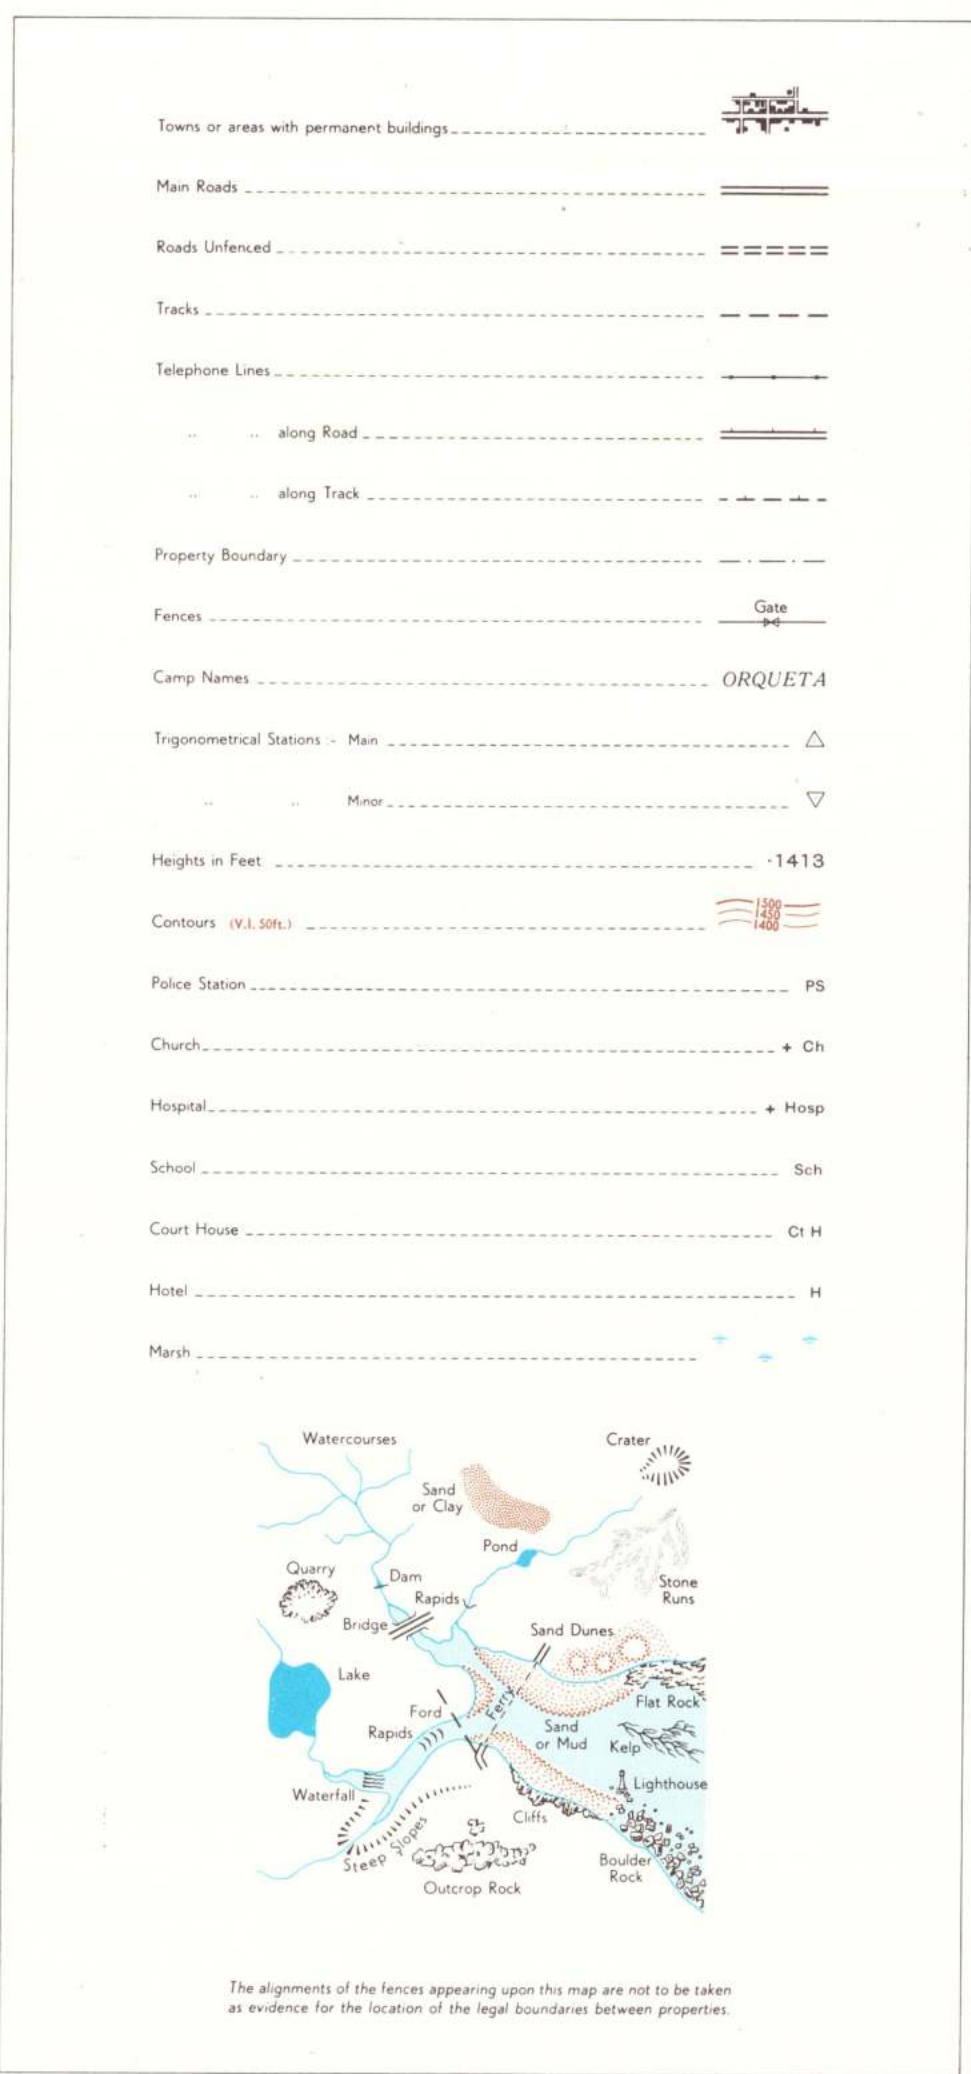 Towns or areas with permanent buildings
Main Roads
Roads Unfenced
Tracks
Telephone Lines
,, ,, along Road
,, ,, along Track
Property Boundary
Fences Gate
Camp Names ORQUETA
Trigonometrical Stations :- Main
,, ,, Minor
Heights in Feet ·1413
Contours (V.I. 50ft.) 1500
1450
1400
Police Station PS
Church + Ch
Hospital + Hosp
School Sch
Court House Ct H
Hotel H
Marsh
Watercourses
Crater
Sand
or Clay
Pond
Quarry
Dam
Stone
Runs
Rapids
Bridge
Sand Dunes
Lake
Flat Rock
Ford
Ferry
Sand
or Mud
Rapids
Kelp
Lighthouse
Waterfall
Cliffs
Steep Slopes
Boulder
Rock
Outcrop Rock
The alignments of the fences appearing upon this map are not to be taken
as evidence for the location of the legal boundaries between properties.